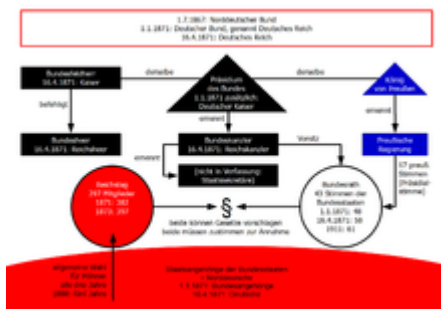 1.7.1867: Norddeutscher Bund
1.1.1871: Deutscher Bund, genannt Deutsches Reich
16.4.1871: Deutsches Reich
Bundesfeldherr
16.4.1871: Kaiser
derselbe
Präsidium
des Bundes
1.1.1871 zusätzlich:
Deutscher Kaiser
derselbe
König
von Preußen
befehligt
ernennt
ernennt
Bundesheer
16.4.1871: Reichsheer
Bundeskanzler
16.4.1871: Reichskanzler
Vorsitz
Preußische
Regierung
ernennt
(nicht in Verfassung:
Staatssekretäre)
17 preuß.
Stimmen
(Präsidial-
stimme)
Reichstag
297 Mitglieder
1871: 382
1873: 397
§
beide können Gesetze vorschlagen
beide müssen zustimmen zur Annahme
Bundesrath
43 Stimmen der
Bundesstaaten
1.1.1871: 48
16.4.1871: 58
1911: 61
Allgemeine Wahl
für Männer
alle drei Jahre
1888: fünf Jahre
Staatsangehörige der Bundesstaaten
1.1.1871: Bundesangehörige
16.4.1871: Deutsche